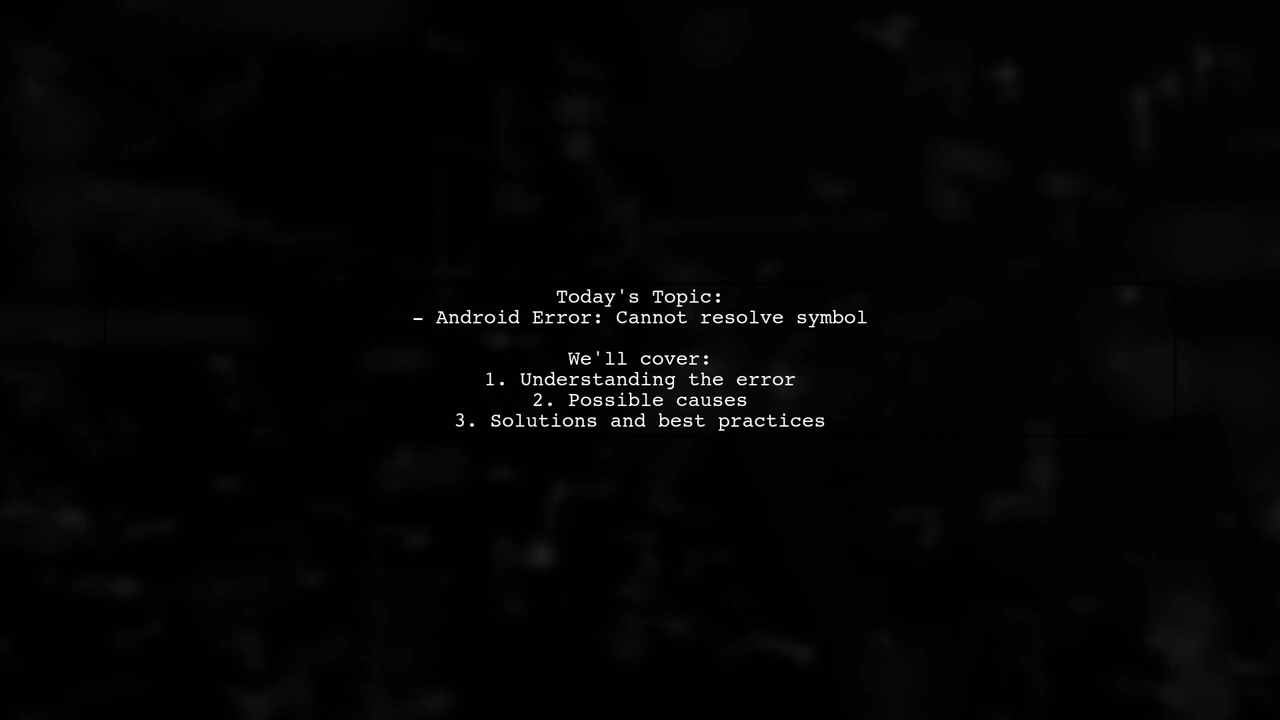 Today's Topic:
- Android Error: Cannot resolve symbol
We'll cover:
1. Understanding the error
2. Possible causes
3. Solutions and best practices